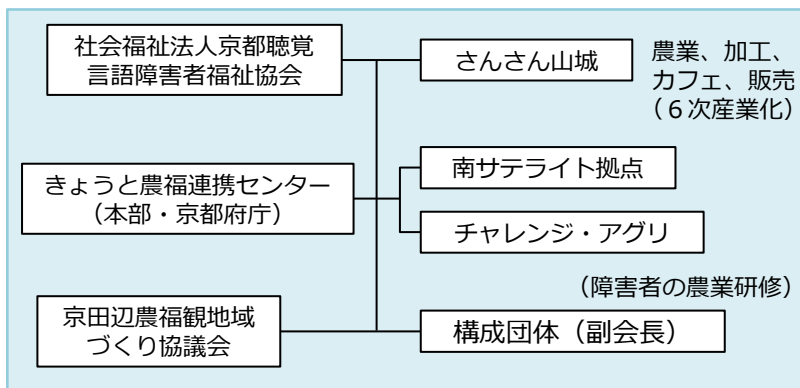 社会福祉法人京都聴覚
言語障害者福祉協会
さんさん山城
農業、加工、
カフェ、販売
（６次産業化）
きょうと農福連携センター
（本部・京都府庁）
南サテライト拠点
チャレンジ・アグリ
（障害者の農業研修）
京田辺農福観地域
づくり協議会
構成団体（副会長）